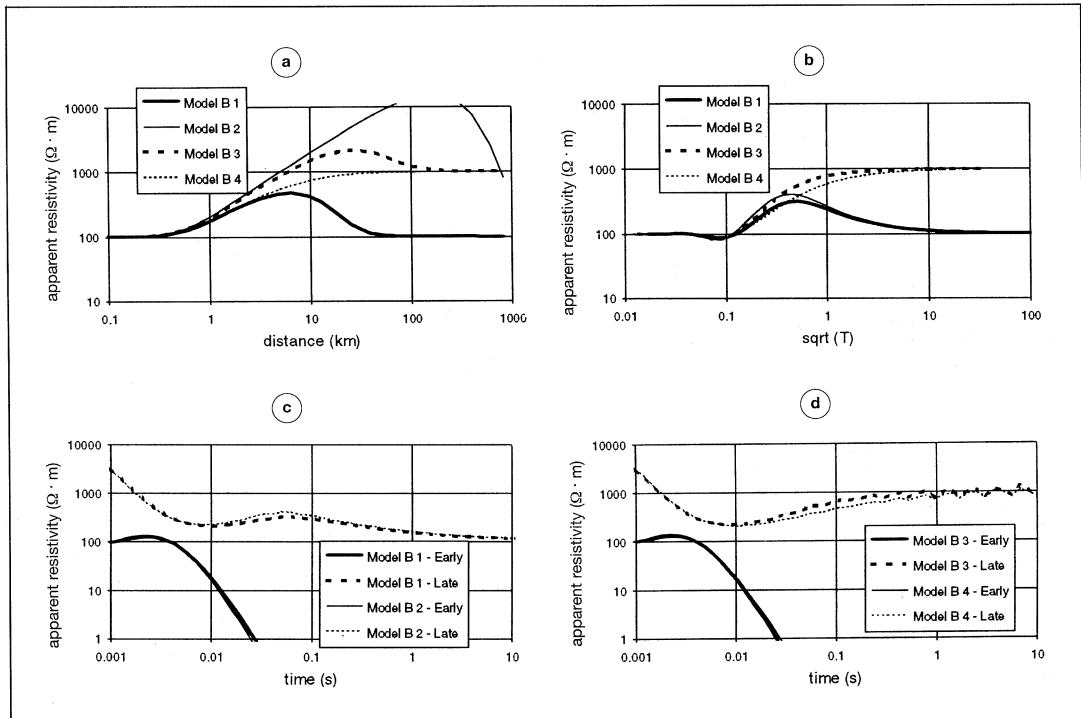 a
Model B 1
Model B 2
Model B 3
Model B 4
apparent resistivity (Ω · m)
10000
1000
100
10
0.1
1
10
100
1000
distance (km)
b
Model B 1
Model B 2
Model B 3
Model B 4
apparent resistivity (Ω · m)
10000
1000
100
10
0.01
0.1
1
10
100
sqrt (T)
c
apparent resistivity (Ω · m)
10000
1000
100
10
1
Model B 1 - Early
Model B 1 - Late
Model B 2 - Early
Model B 2 - Late
0.001
0.01
0.1
1
10
time (s)
d
apparent resistivity (Ω · m)
10000
1000
100
10
1
Model B 3 - Early
Model B 3 - Late
Model B 4 - Early
Model B 4 - Late
0.001
0.01
0.1
1
10
time (s)